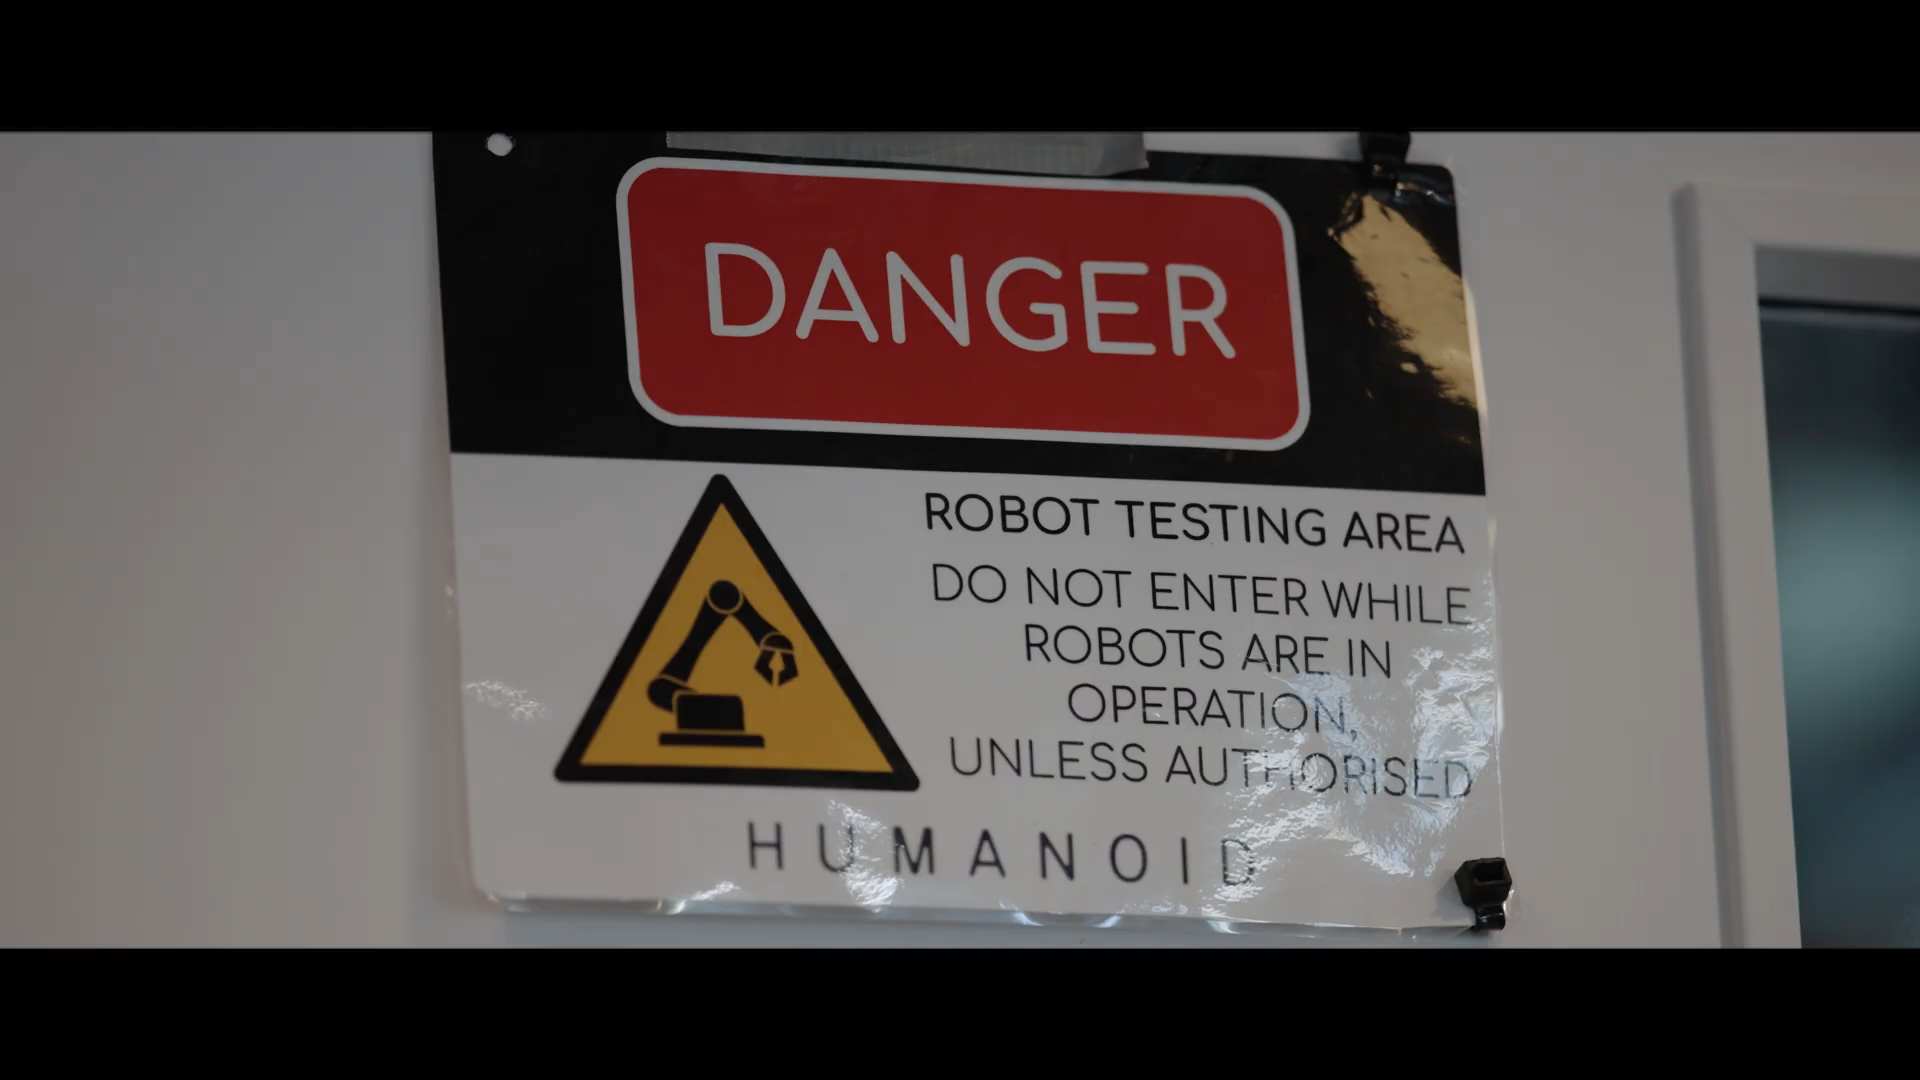 DANGER
ROBOT TESTING AREA
DO NOT ENTER WHILE
ROBOTS ARE IN
OPERATION,
UNLESS AUTHORISED
HUMANOID